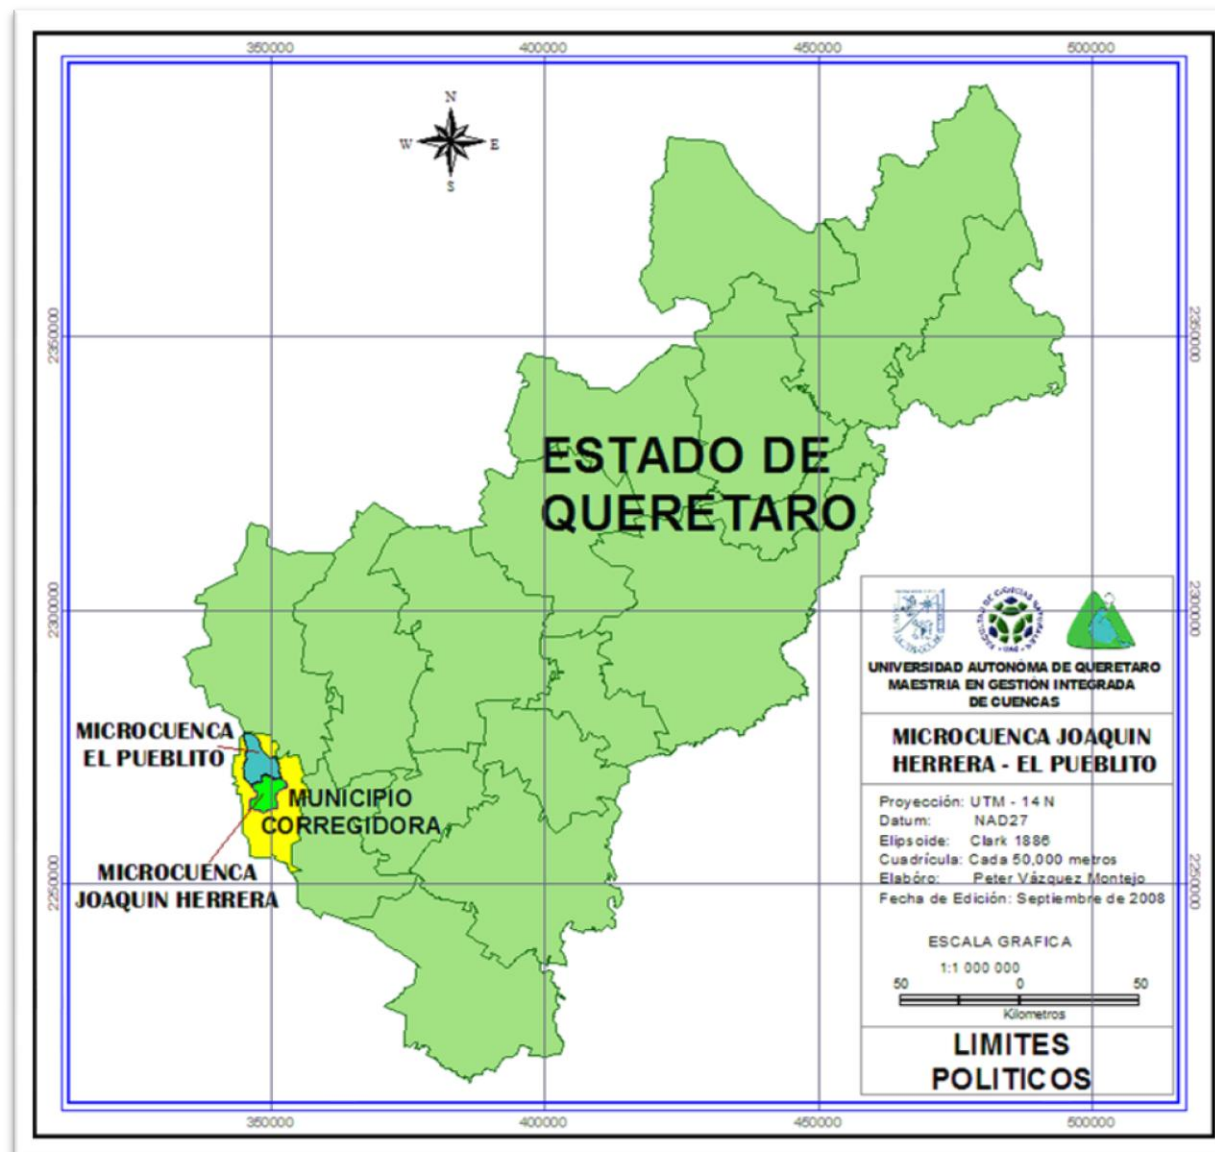 350000 400000 450000 500000
N
W E
S
2350000 2350000
ESTADO DE
QUERETARO
2300000 2300000
UNIVERSIDAD AUTONÓMA DE QUERETARO
MAESTRIA EN GESTIÓN INTEGRADA
DE CUENCAS
MICROCUENCA
EL PUEBLITO
MICROCUENCA JOAQUIN
HERRERA - EL PUEBLITO
MUNICIPIO
CORREGIDORA
MICROCUENCA
JOAQUIN HERRERA
Proyección: UTM - 14 N
Datum: NAD27
Elipsoide: Clark 1886
Cuadrícula: Cada 50,000 metros
Elabóro: Peter Vázquez Montejo
Fecha de Edición: Septiembre de 2008
2250000 2250000
ESCALA GRAFICA
1:1 000 000
50 0 50
Kilometros
LIMITES
POLITICOS
350000 400000 450000 500000